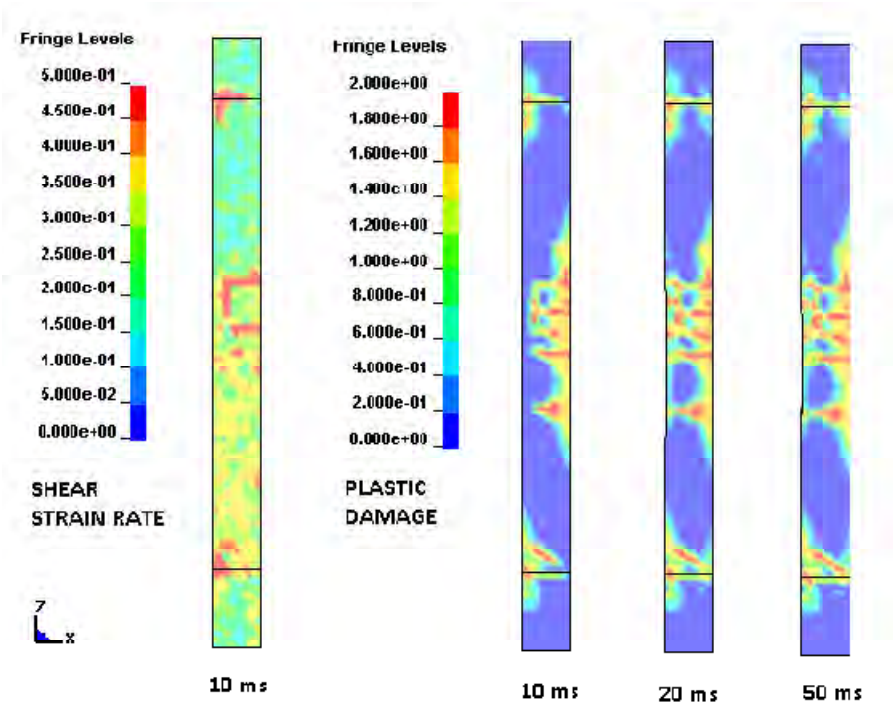 Fringe Levels
5.000e-01
4.500e-01
4.000e-01
3.500e-01
3.000e-01
2.500e-01
2.000e-01
1.500e-01
1.000e-01
5.000e-02
0.000e+00
SHEAR
STRAIN RATE
Z
X
10 ms
Fringe Levels
2.000e+00
1.800e+00
1.600e+00
1.400e+00
1.200e+00
1.000e+00
8.000e-01
6.000e-01
4.000e-01
2.000e-01
0.000e+00
PLASTIC
DAMAGE
10 ms
20 ms
50 ms